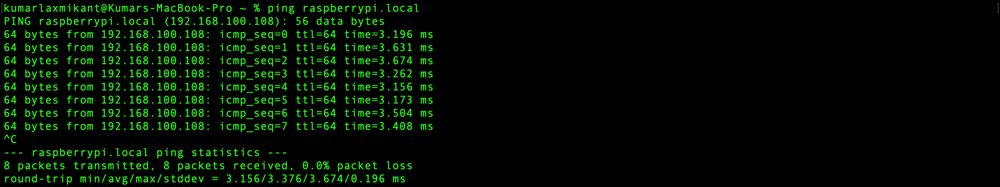 [kumarlaxmikant@Kumars-MacBook-Pro ~ % ping raspberrypi.local ]
PING raspberrypi.local (192.168.100.108): 56 data bytes
64 bytes from 192.168.100.108: icmp_seq=0 ttl=64 time=3.196 ms
64 bytes from 192.168.100.108: icmp_seq=1 ttl=64 time=3.631 ms
64 bytes from 192.168.100.108: icmp_seq=2 ttl=64 time=3.674 ms
64 bytes from 192.168.100.108: icmp_seq=3 ttl=64 time=3.262 ms
64 bytes from 192.168.100.108: icmp_seq=4 ttl=64 time=3.156 ms
64 bytes from 192.168.100.108: icmp_seq=5 ttl=64 time=3.173 ms
64 bytes from 192.168.100.108: icmp_seq=6 ttl=64 time=3.504 ms
64 bytes from 192.168.100.108: icmp_seq=7 ttl=64 time=3.408 ms
^C
--- raspberrypi.local ping statistics ---
8 packets transmitted, 8 packets received, 0.0% packet loss
round-trip min/avg/max/stddev = 3.156/3.376/3.674/0.196 ms